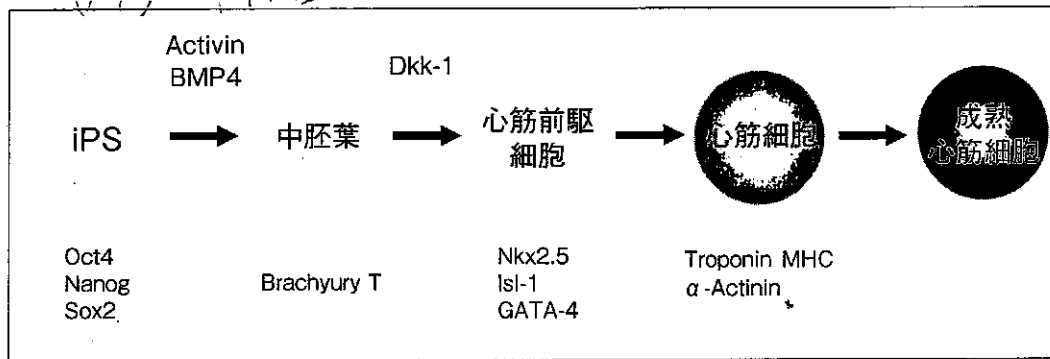 Activin
BMP4
Dkk-1
iPS
中胚葉
心筋前駆
細胞
心筋細胞
成熟
心筋細胞
Oct4
Nanog
Sox2
Brachyury T
Nkx2.5
Isl-1
GATA-4
Troponin MHC
α-Actinin